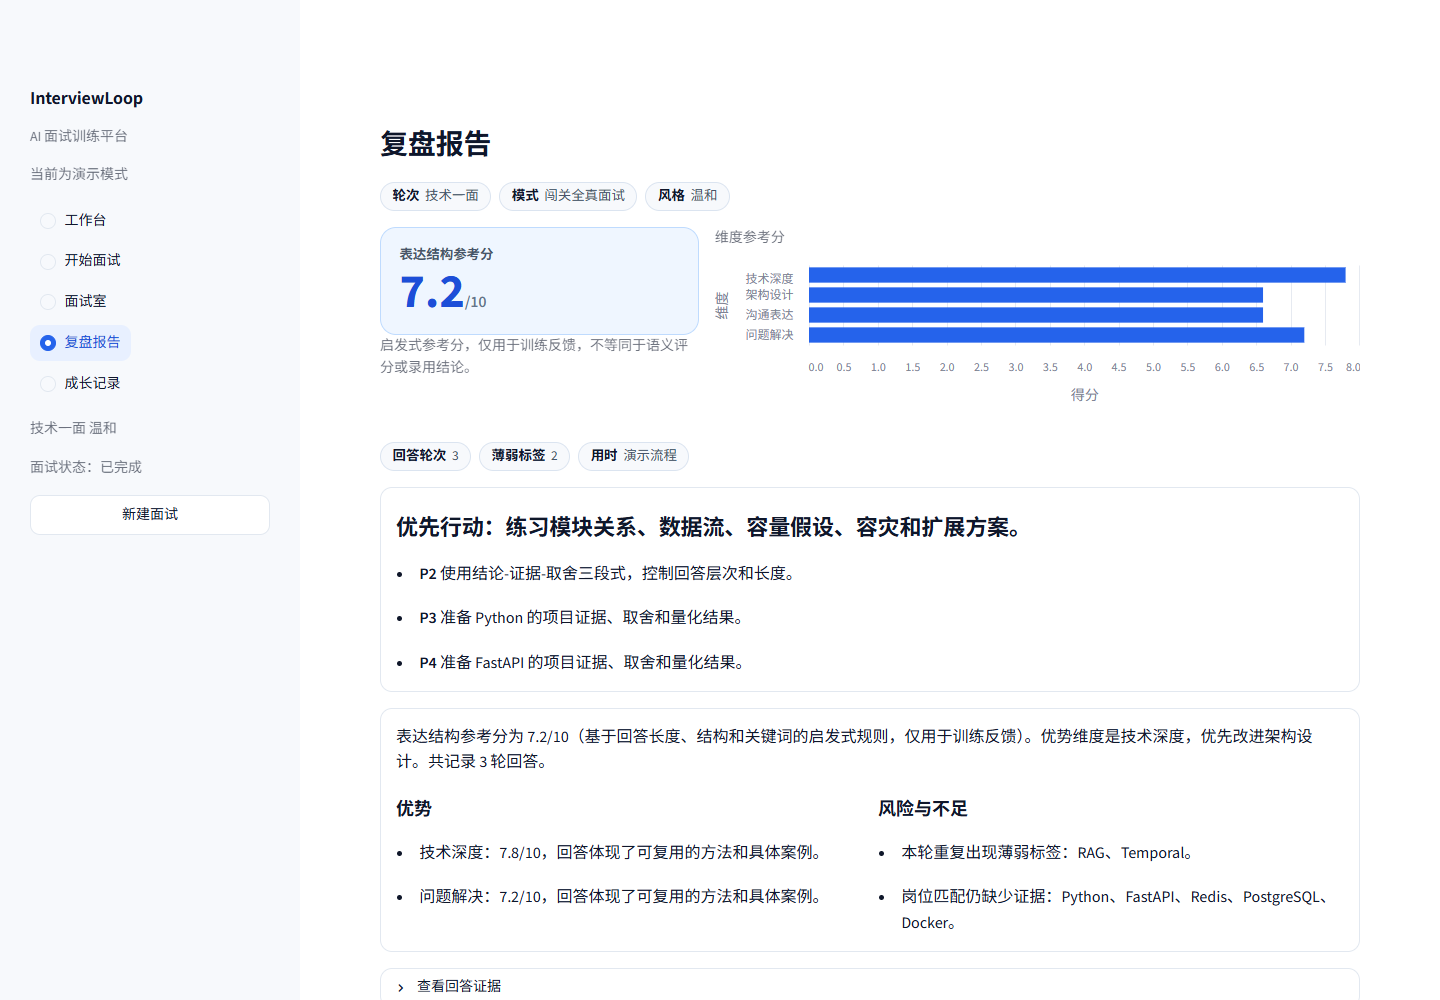 InterviewLoop
AI 面试训练平台
当前为演示模式
工作台
开始面试
面试室
复盘报告
成长记录
技术一面 温和
面试状态：已完成
新建面试
复盘报告
轮次 技术一面
模式 闯关全真面试
风格 温和
表达结构参考分
7.2/10
启发式参考分，仅用于训练反馈，不等同于语义评
分或录用结论。
维度参考分
维度
技术深度
架构设计
沟通表达
问题解决
0.0 0.5 1.0 1.5 2.0 2.5 3.0 3.5 4.0 4.5 5.0 5.5 6.0 6.5 7.0 7.5 8.0
得分
回答轮次 3
薄弱标签 2
用时 演示流程
优先行动：练习模块关系、数据流、容量假设、容灾和扩展方案。
• P2 使用结论-证据-取舍三段式，控制回答层次和长度。
• P3 准备 Python 的项目证据、取舍和量化结果。
• P4 准备 FastAPI 的项目证据、取舍和量化结果。
表达结构参考分为 7.2/10（基于回答长度、结构和关键词的启发式规则，仅用于训练反馈）。优势维度是技术深度，优先改进架构设
计。共记录 3 轮回答。
优势
• 技术深度：7.8/10，回答体现了可复用的方法和具体案例。
• 问题解决：7.2/10，回答体现了可复用的方法和具体案例。
风险与不足
• 本轮重复出现薄弱标签：RAG、Temporal。
• 岗位匹配仍缺少证据：Python、FastAPI、Redis、PostgreSQL、
Docker。
查看回答证据